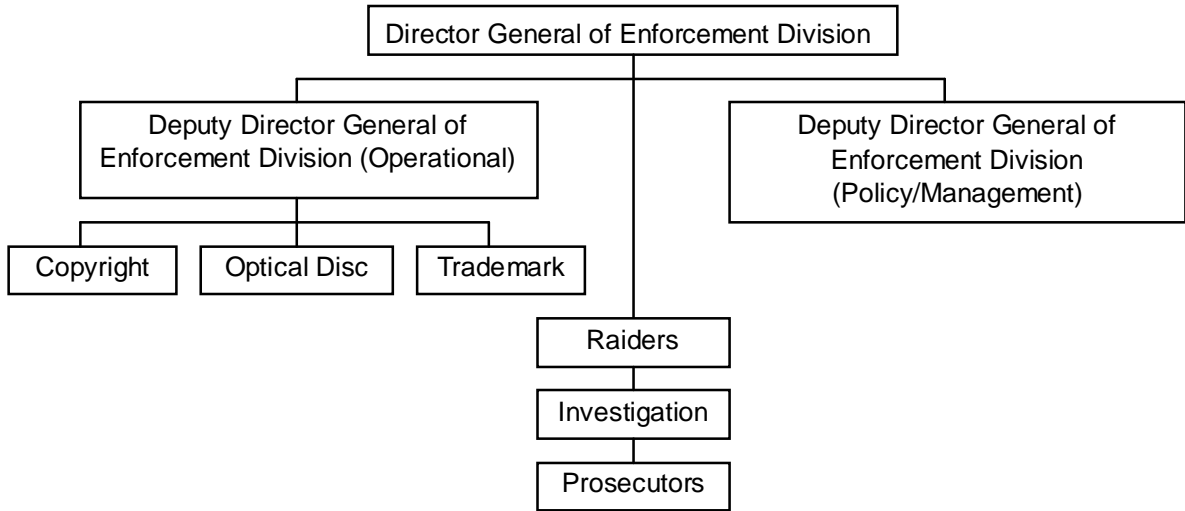 Director General of Enforcement Division
Deputy Director General of
Enforcement Division (Operational)
Deputy Director General of
Enforcement Division
(Policy/Management)
Copyright
Optical Disc
Trademark
Raiders
Investigation
Prosecutors